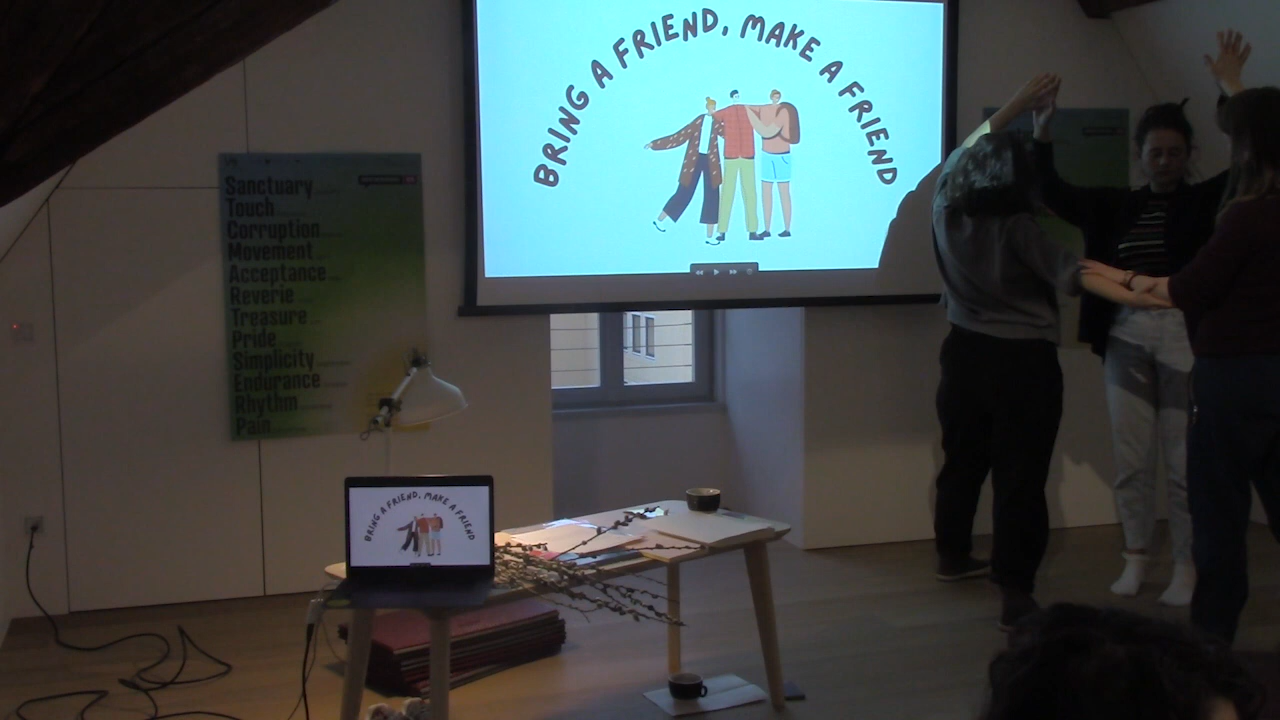 BRING A FRIEND, MAKE A FRIEND
Sanctuary
Touch
Corruption
Movement
Acceptance
Reverie
Treasure
Pride
Simplicity
Endurance
Rhythm
Pain
BRING A FRIEND, MAKE A FRIEND